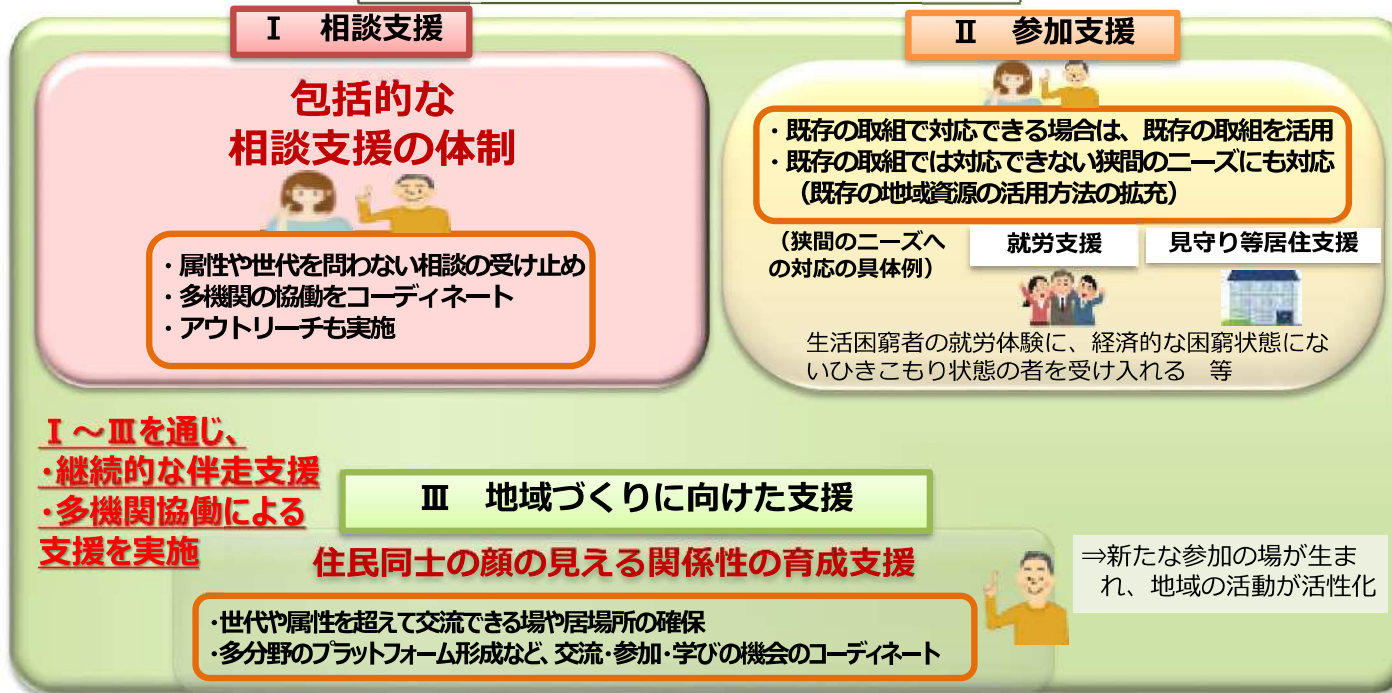 Ⅰ 相談支援
包括的な
相談支援の体制
・属性や世代を問わない相談の受け止め
・多機関の協働をコーディネート
・アウトリーチも実施
Ⅱ 参加支援
・既存の取組で対応できる場合は、既存の取組を活用
・既存の取組では対応できない狭間のニーズにも対応
（既存の地域資源の活用方法の拡充）
（狭間のニーズへ
の対応の具体例）
就労支援
見守り等居住支援
生活困窮者の就労体験に、経済的な困窮状態にな
いひきこもり状態の者を受け入れる 等
Ⅰ～Ⅲを通じ、
・継続的な伴走支援
・多機関協働による
支援を実施
Ⅲ 地域づくりに向けた支援
住民同士の顔の見える関係性の育成支援
・世代や属性を超えて交流できる場や居場所の確保
・多分野のプラットフォーム形成など、交流・参加・学びの機会のコーディネート
⇒新たな参加の場が生ま
れ、地域の活動が活性化